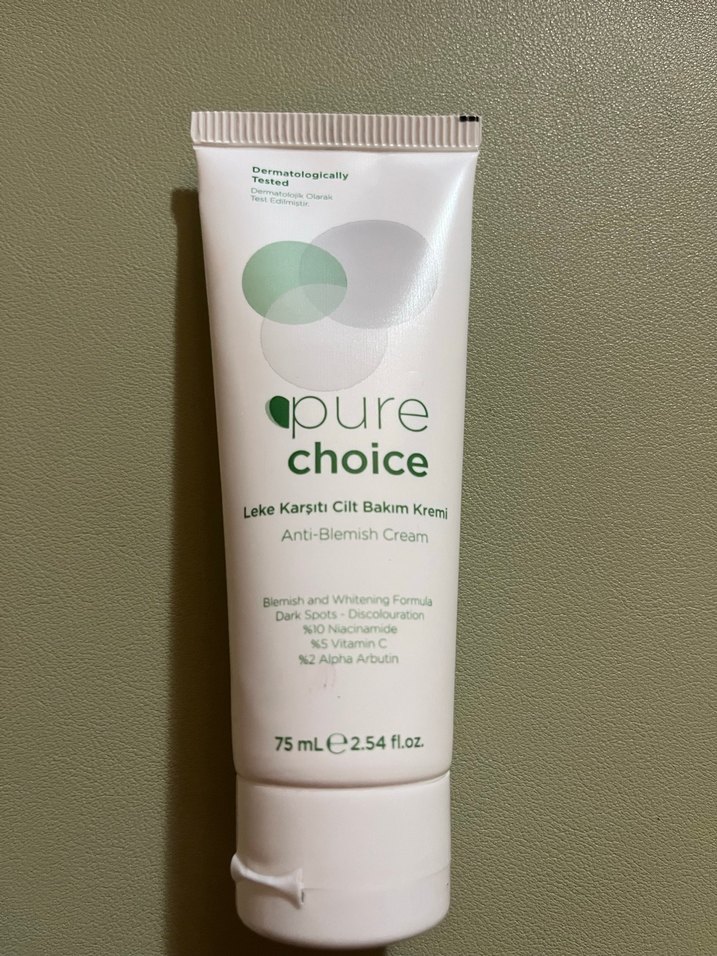 Dermatologically
Tested
Dermatolojik Olarak
Test Edilmiştir.
pure
choice
Leke Karşıtı Cilt Bakım Kremi
Anti-Blemish Cream
Blemish and Whitening Formula
Dark Spots - Discolouration
%10 Niacinamide
%5 Vitamin C
%2 Alpha Arbutin
75 mL ℮ 2.54 fl.oz.